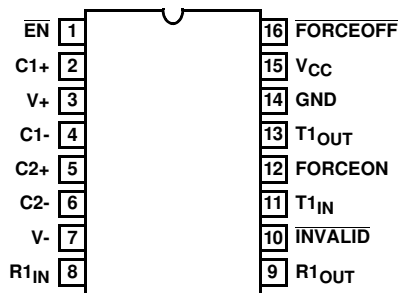 EN 1 16 FORCEOFF
C1+ 2 15 VCC
V+ 3 14 GND
C1- 4 13 T1OUT
C2+ 5 12 FORCEON
C2- 6 11 T1IN
V- 7 10 INVALID
R1IN 8 9 R1OUT